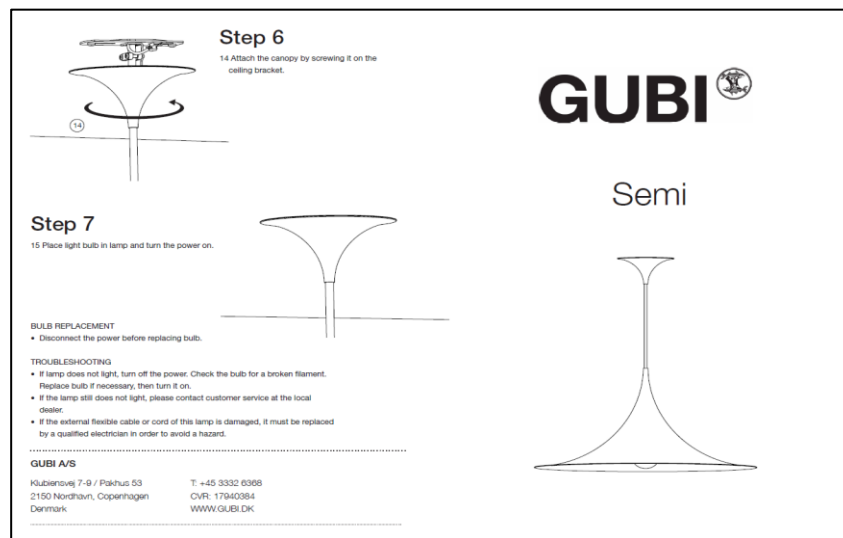 Step 6
14 Attach the canopy by screwing it on the
ceiling bracket.
14
Step 7
15 Place light bulb in lamp and turn the power on.
BULB REPLACEMENT
• Disconnect the power before replacing bulb.
TROUBLESHOOTING
• If lamp does not light, turn off the power. Check the bulb for a broken filament.
Replace bulb if necessary, then turn it on.
• If the lamp still does not light, please contact customer service at the local
dealer.
• If the external flexible cable or cord of this lamp is damaged, it must be replaced
by a qualified electrician in order to avoid a hazard.
GUBI A/S
Klubiensvej 7-9 / Pakhus 53
2150 Nordhavn, Copenhagen
Denmark
T: +45 3332 6368
CVR: 17940384
WWW.GUBI.DK
GUBI
Semi